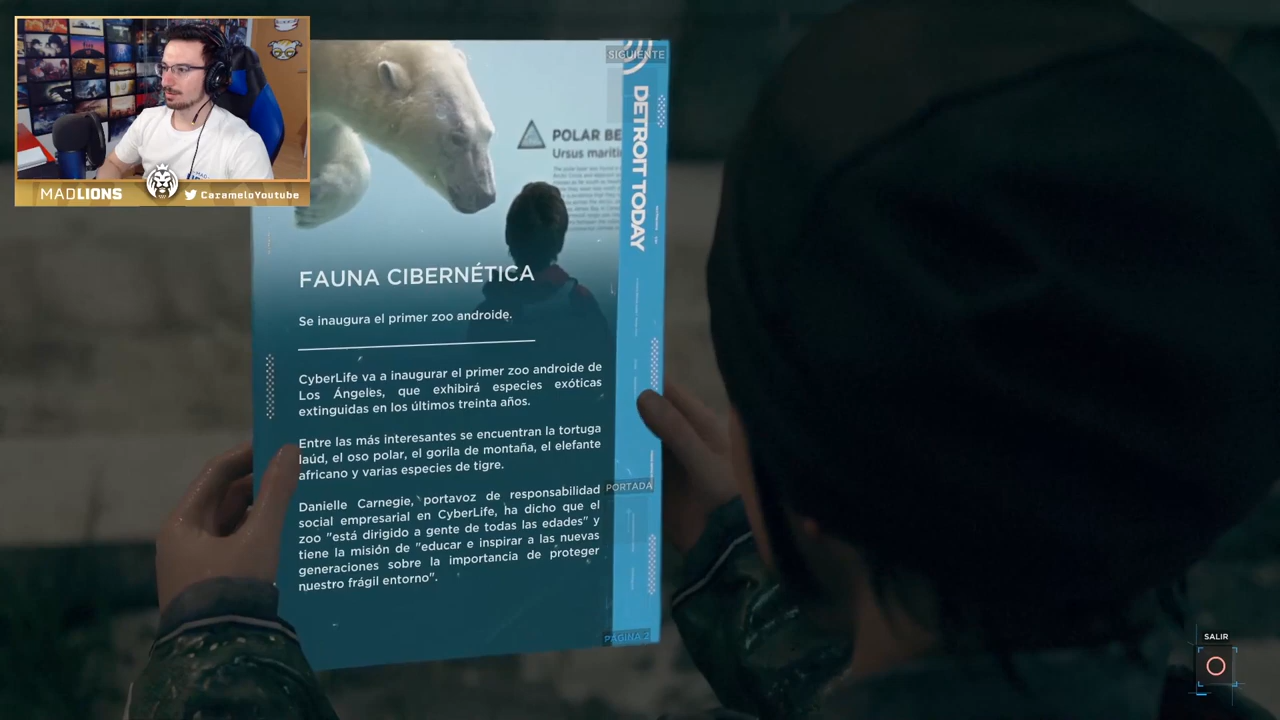 MADLIONS
CarameloYoutube
SIGUIENTE
DETROIT TODAY
POLAR BE
Ursus mariti
FAUNA CIBERNÉTICA
Se inaugura el primer zoo androide.
CyberLife va a inaugurar el primer zoo androide de
Los Ángeles, que exhibirá especies exóticas
extinguidas en los últimos treinta años.
Entre las más interesantes se encuentran la tortuga
laúd, el oso polar, el gorila de montaña, el elefante
africano y varias especies de tigre.
Danielle Carnegie, portavoz de responsabilidad
social empresarial en CyberLife, ha dicho que el
zoo "está dirigido a gente de todas las edades" y
tiene la misión de "educar e inspirar a las nuevas
generaciones sobre la importancia de proteger
nuestro frágil entorno".
PORTADA
PÁGINA 2
SALIR